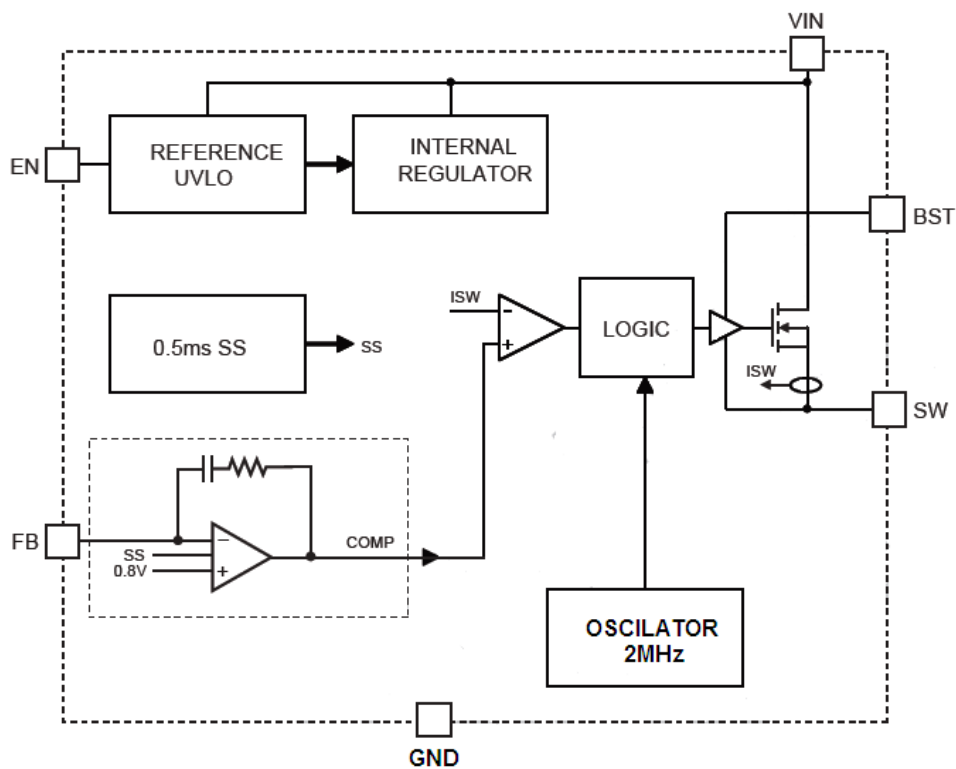 VIN
EN
REFERENCE
UVLO
INTERNAL
REGULATOR
BST
0.5ms SS
SS
ISW
−
+
LOGIC
ISW
SW
FB
−
SS
0.8V
+
COMP
OSCILATOR
2MHz
GND